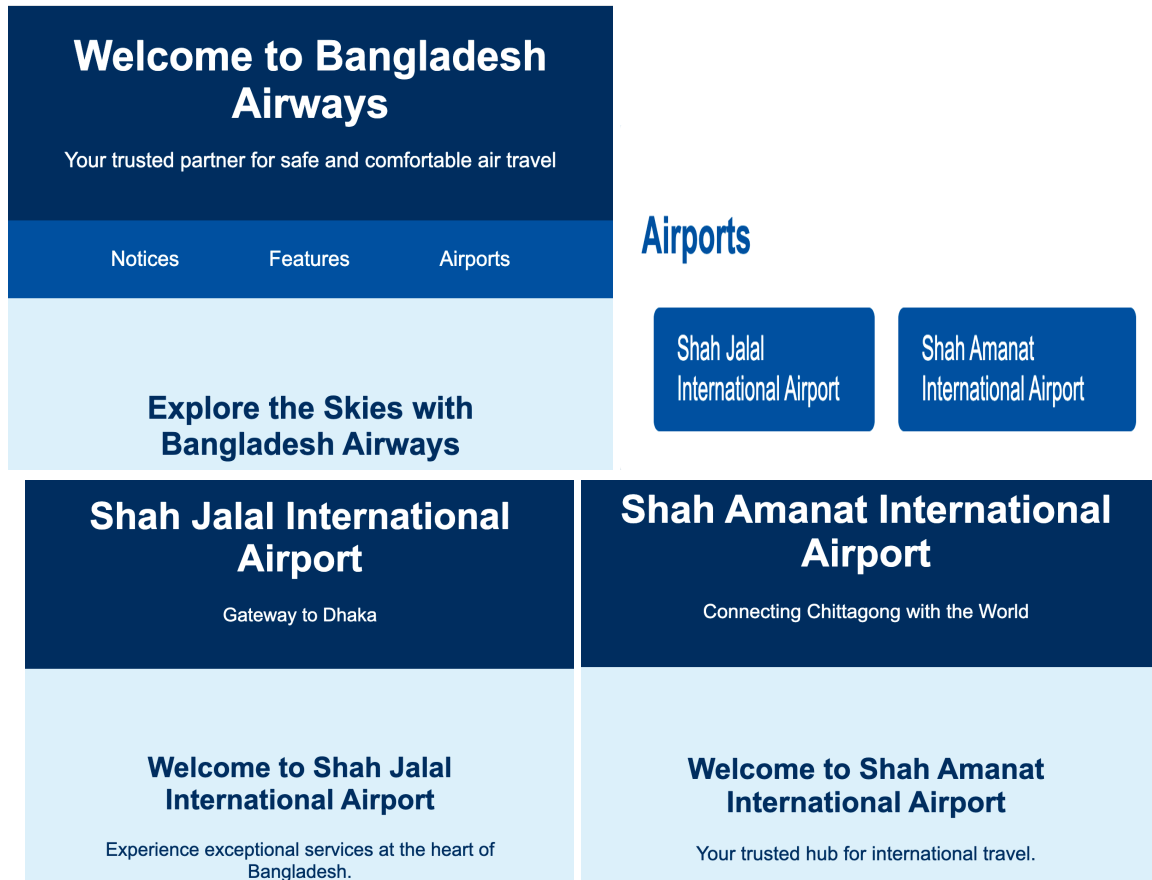 Welcome to Bangladesh
Airways
Your trusted partner for safe and comfortable air travel
Notices Features Airports
Explore the Skies with
Bangladesh Airways
Airports
Shah Jalal
International Airport
Shah Amanat
International Airport
Shah Jalal International
Airport
Gateway to Dhaka
Welcome to Shah Jalal
International Airport
Experience exceptional services at the heart of
Bangladesh.
Shah Amanat International
Airport
Connecting Chittagong with the World
Welcome to Shah Amanat
International Airport
Your trusted hub for international travel.